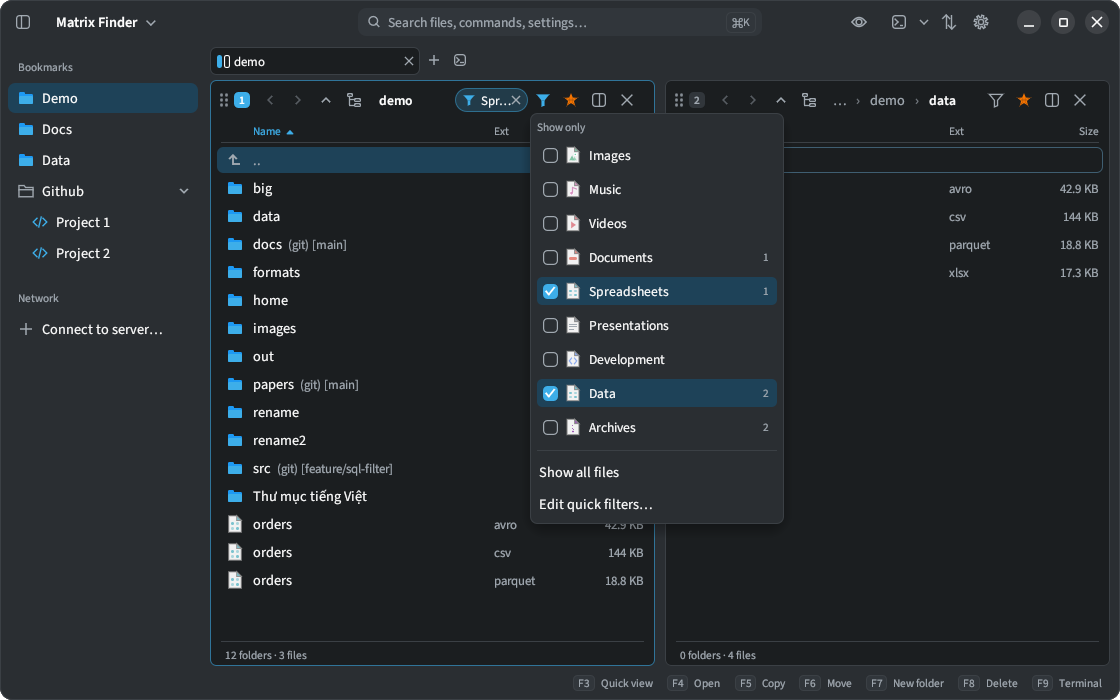 Matrix Finder
Search files, commands, settings…
⌘K
Bookmarks
Demo
Docs
Data
Github
Project 1
Project 2
Network
Connect to server…
demo
1
demo
Spr…
Name
Ext
..
big
data
docs (git) [main]
formats
home
images
out
papers (git) [main]
rename
rename2
src (git) [feature/sql-filter]
Thư mục tiếng Việt
orders avro 42.9 KB
orders csv 144 KB
orders parquet 18.8 KB
12 folders · 3 files
Show only
Images
Music
Videos
Documents 1
Spreadsheets 1
Presentations
Development
Data 2
Archives 2
Show all files
Edit quick filters…
2
… › demo › data
Ext Size
avro 42.9 KB
csv 144 KB
parquet 18.8 KB
xlsx 17.3 KB
0 folders · 4 files
F3 Quick view F4 Open F5 Copy F6 Move F7 New folder F8 Delete F9 Terminal